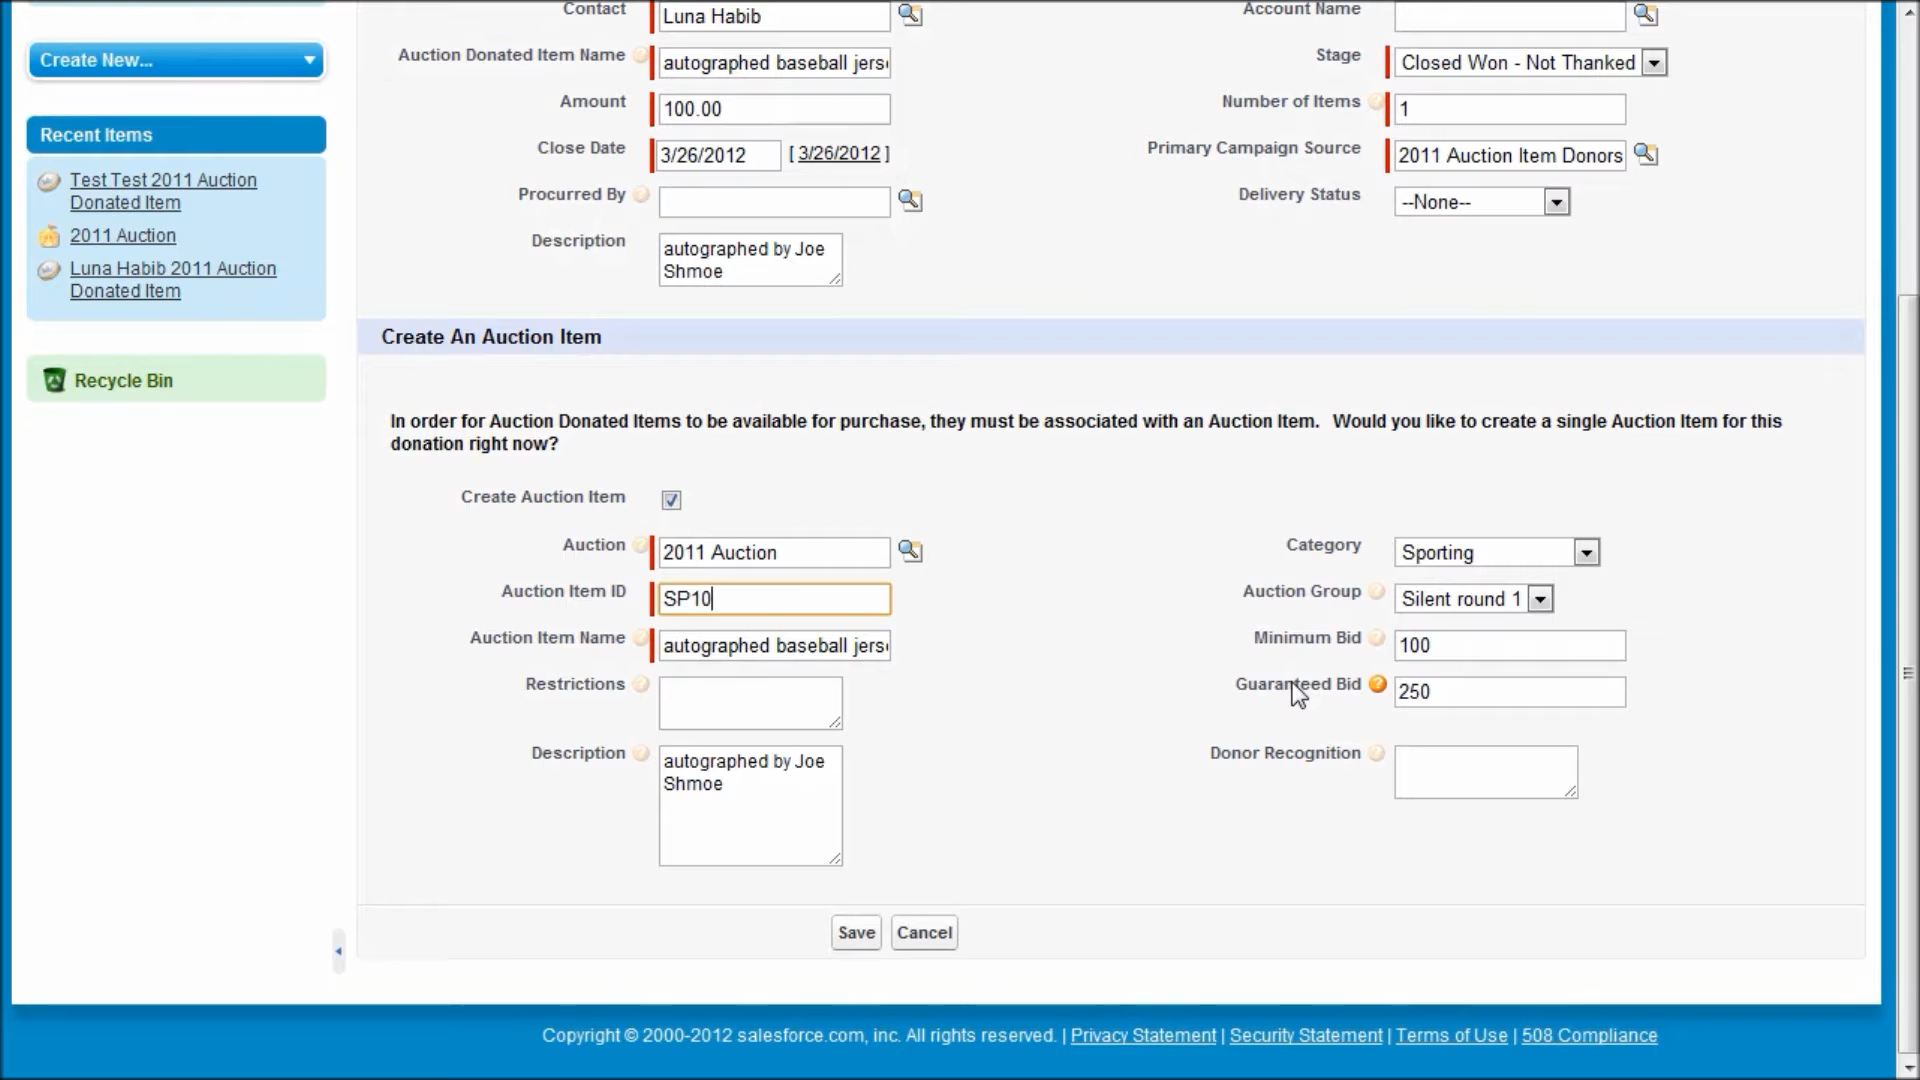 Contact
Luna Habib
Account Name
Create New...
Auction Donated Item Name
autographed baseball jers
Stage
Closed Won - Not Thanked
Amount
100.00
Number of Items
1
Recent Items
Close Date
3/26/2012
[ 3/26/2012 ]
Primary Campaign Source
2011 Auction Item Donors
Test Test 2011 Auction
Donated Item
Procurred By
Delivery Status
--None--
2011 Auction
Description
autographed by Joe
Shmoe
Luna Habib 2011 Auction
Donated Item
Create An Auction Item
Recycle Bin
In order for Auction Donated Items to be available for purchase, they must be associated with an Auction Item. Would you like to create a single Auction Item for this
donation right now?
Create Auction Item
Auction
2011 Auction
Category
Sporting
Auction Item ID
SP10
Auction Group
Silent round 1
Auction Item Name
autographed baseball jers
Minimum Bid
100
Restrictions
Guaranteed Bid
250
Description
autographed by Joe
Shmoe
Donor Recognition
Save
Cancel
Copyright © 2000-2012 salesforce.com, inc. All rights reserved. | Privacy Statement | Security Statement | Terms of Use | 508 Compliance